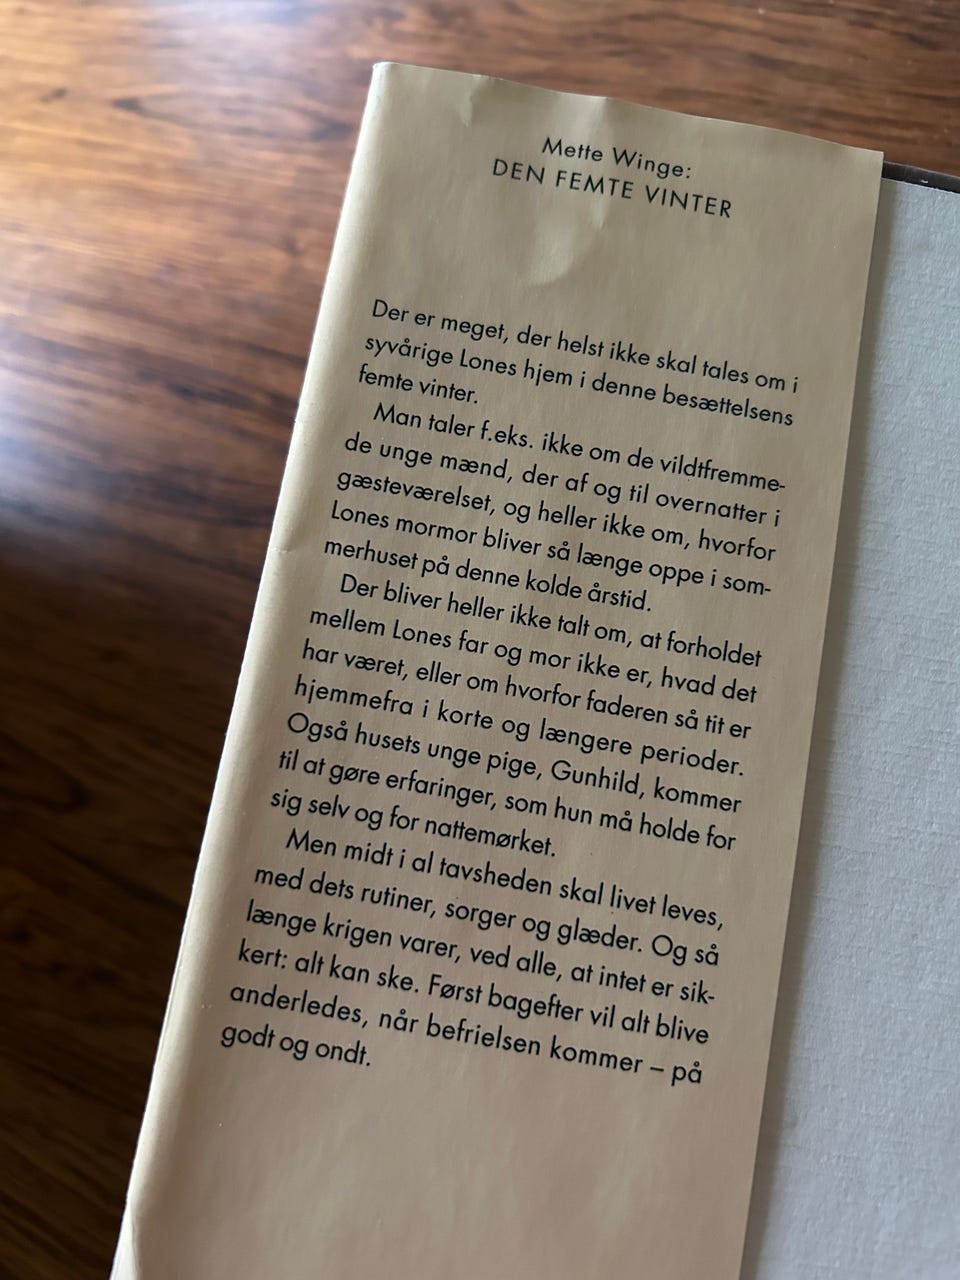 Mette Winge:
DEN FEMTE VINTER
Der er meget, der helst ikke skal tales om i
syvårige Lones hjem i denne besættelsens
femte vinter.
Man taler f.eks. ikke om de vildtfremme-
de unge mænd, der af og til overnatter i
gæsteværelset, og heller ikke om, hvorfor
Lones mormor bliver så længe oppe i som-
merhuset på denne kolde årstid.
Der bliver heller ikke talt om, at forholdet
mellem Lones far og mor ikke er, hvad det
har været, eller om hvorfor faderen så tit er
hjemmefra i korte og længere perioder.
Også husets unge pige, Gunhild, kommer
til at gøre erfaringer, som hun må holde for
sig selv og for nattemørket.
Men midt i al tavsheden skal livet leves,
med dets rutiner, sorger og glæder. Og så
længe krigen varer, ved alle, at intet er sik-
kert: alt kan ske. Først bagefter vil alt blive
anderledes, når befrielsen kommer – på
godt og ondt.